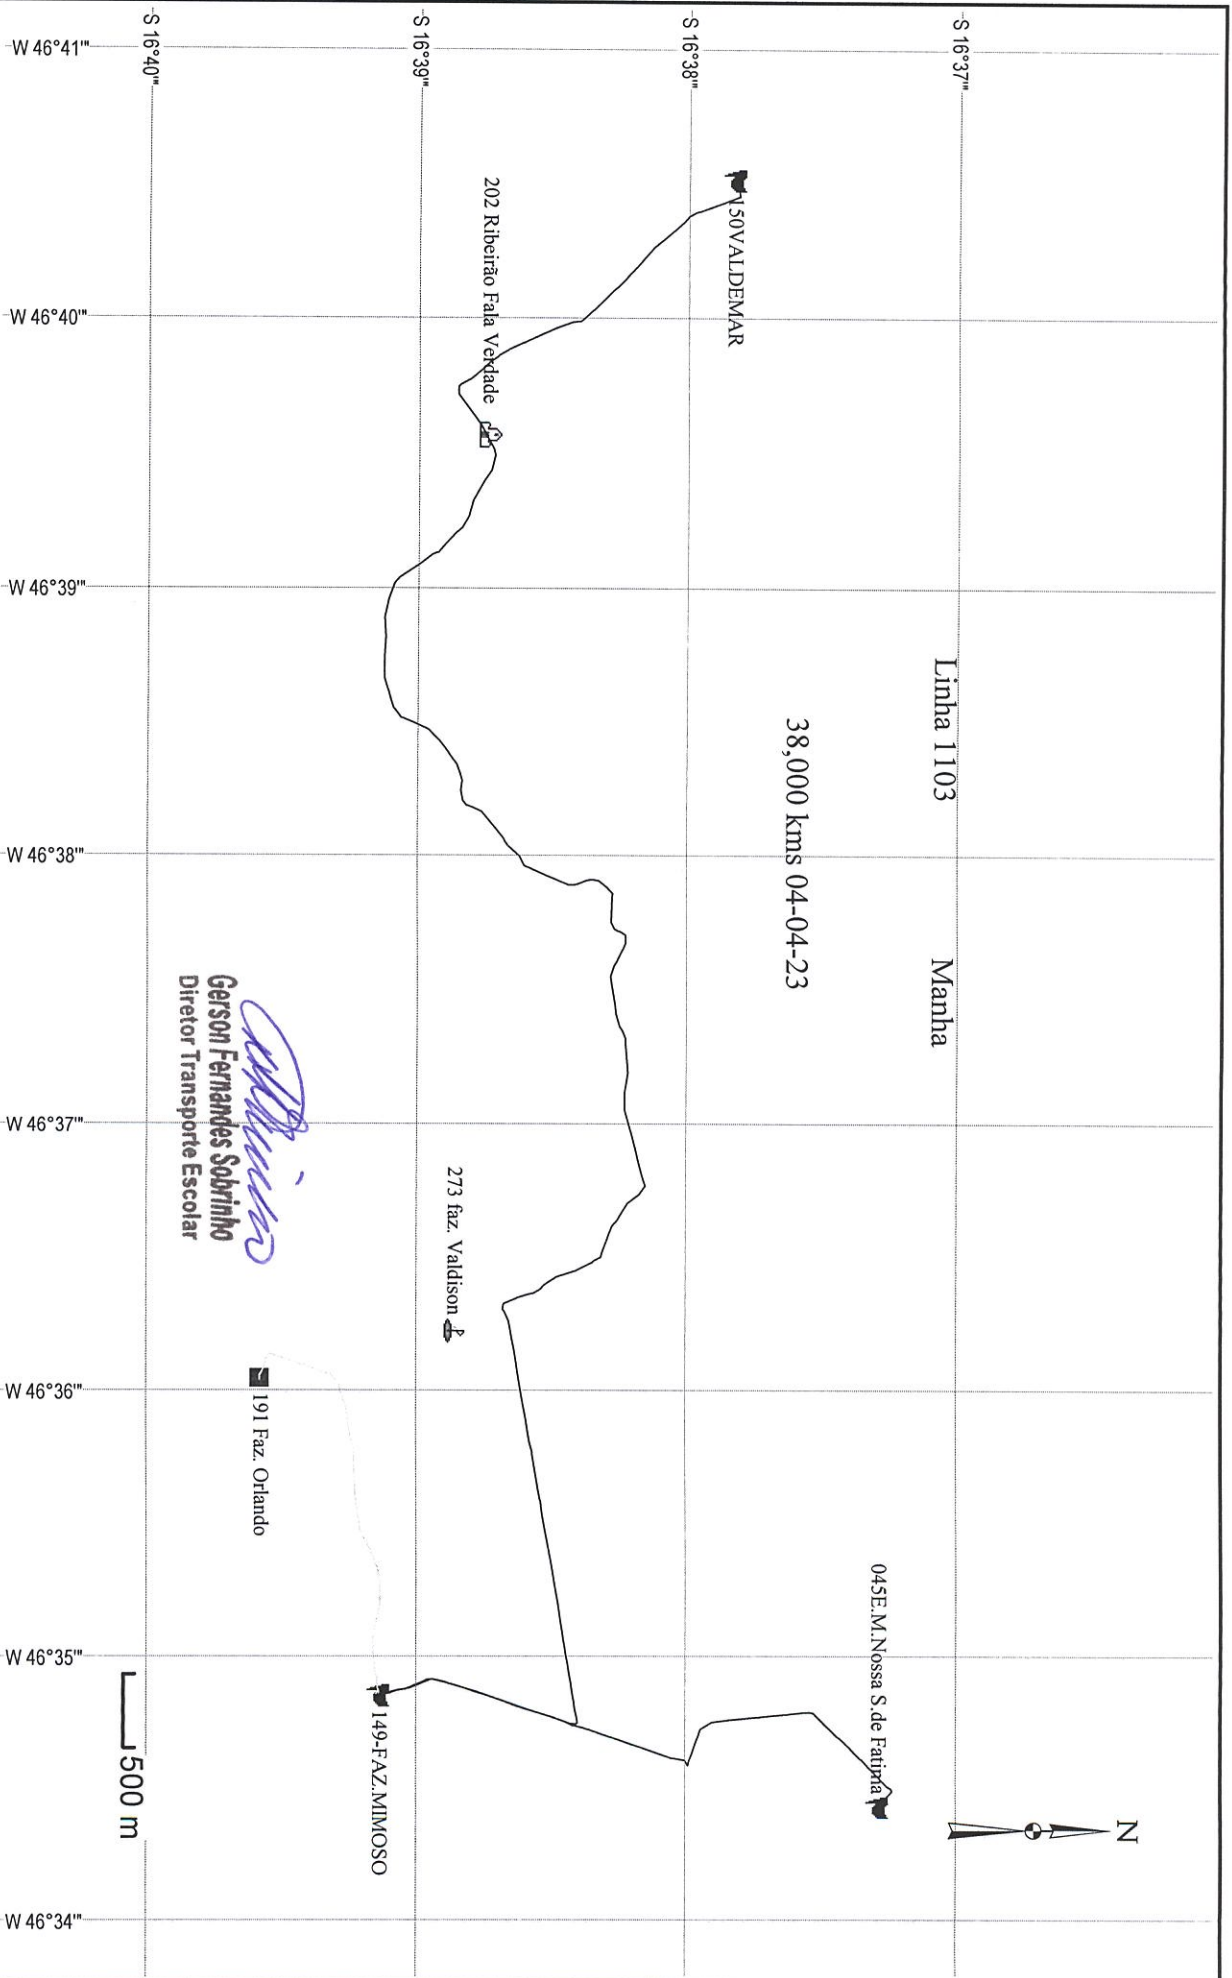 N
Linha 1103 Manha
38,000 kms 04-04-23
S 16°37'"
S 16°38'"
S 16°39'"
S 16°40'"
150VALDEMAR
202 Ribeirão Fala Verdade
045E.M.Nossa S.de Fatima
273 faz. Valdison
149-FAZ.MIMOSO
191 Faz. Orlando
Gerson Fernandes Sobrinho
Diretor Transporte Escolar
500 m
W 46°41'"
W 46°40'"
W 46°39'"
W 46°38'"
W 46°37'"
W 46°36'"
W 46°35'"
W 46°34'"